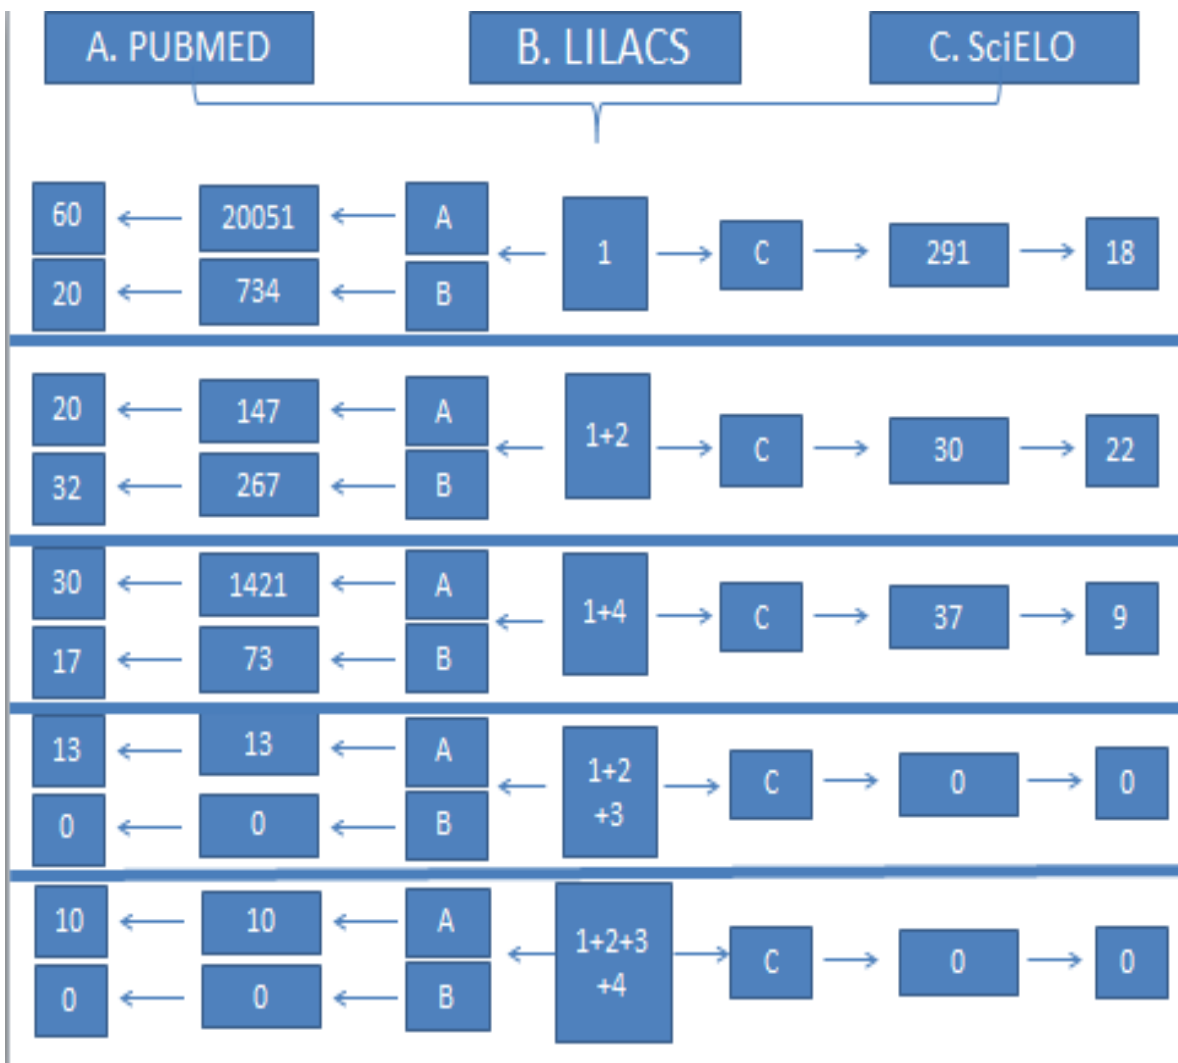 A. PUBMED B. LILACS C. SciELO
60 20051 A 1 C 291 18
20 734 B
20 147 A 1+2 C 30 22
32 267 B
30 1421 A 1+4 C 37 9
17 73 B
13 13 A 1+2 C 0 0
+3
0 0 B
10 10 A 1+2+3 C 0 0
+4
0 0 B